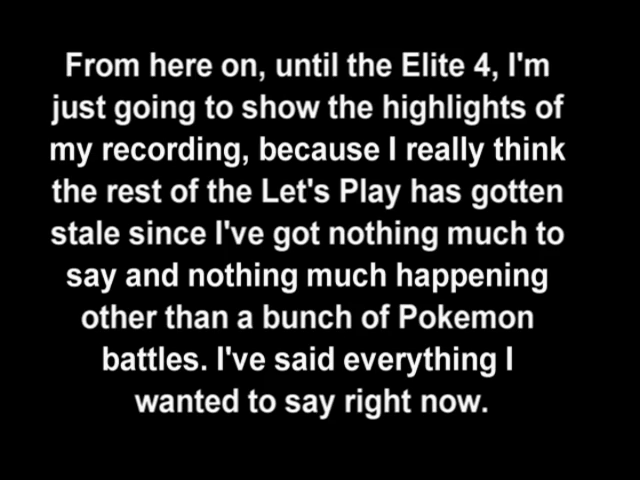 From here on, until the Elite 4, I'm
just going to show the highlights of
my recording, because I really think
the rest of the Let's Play has gotten
stale since I've got nothing much to
say and nothing much happening
other than a bunch of Pokemon
battles. I've said everything I
wanted to say right now.